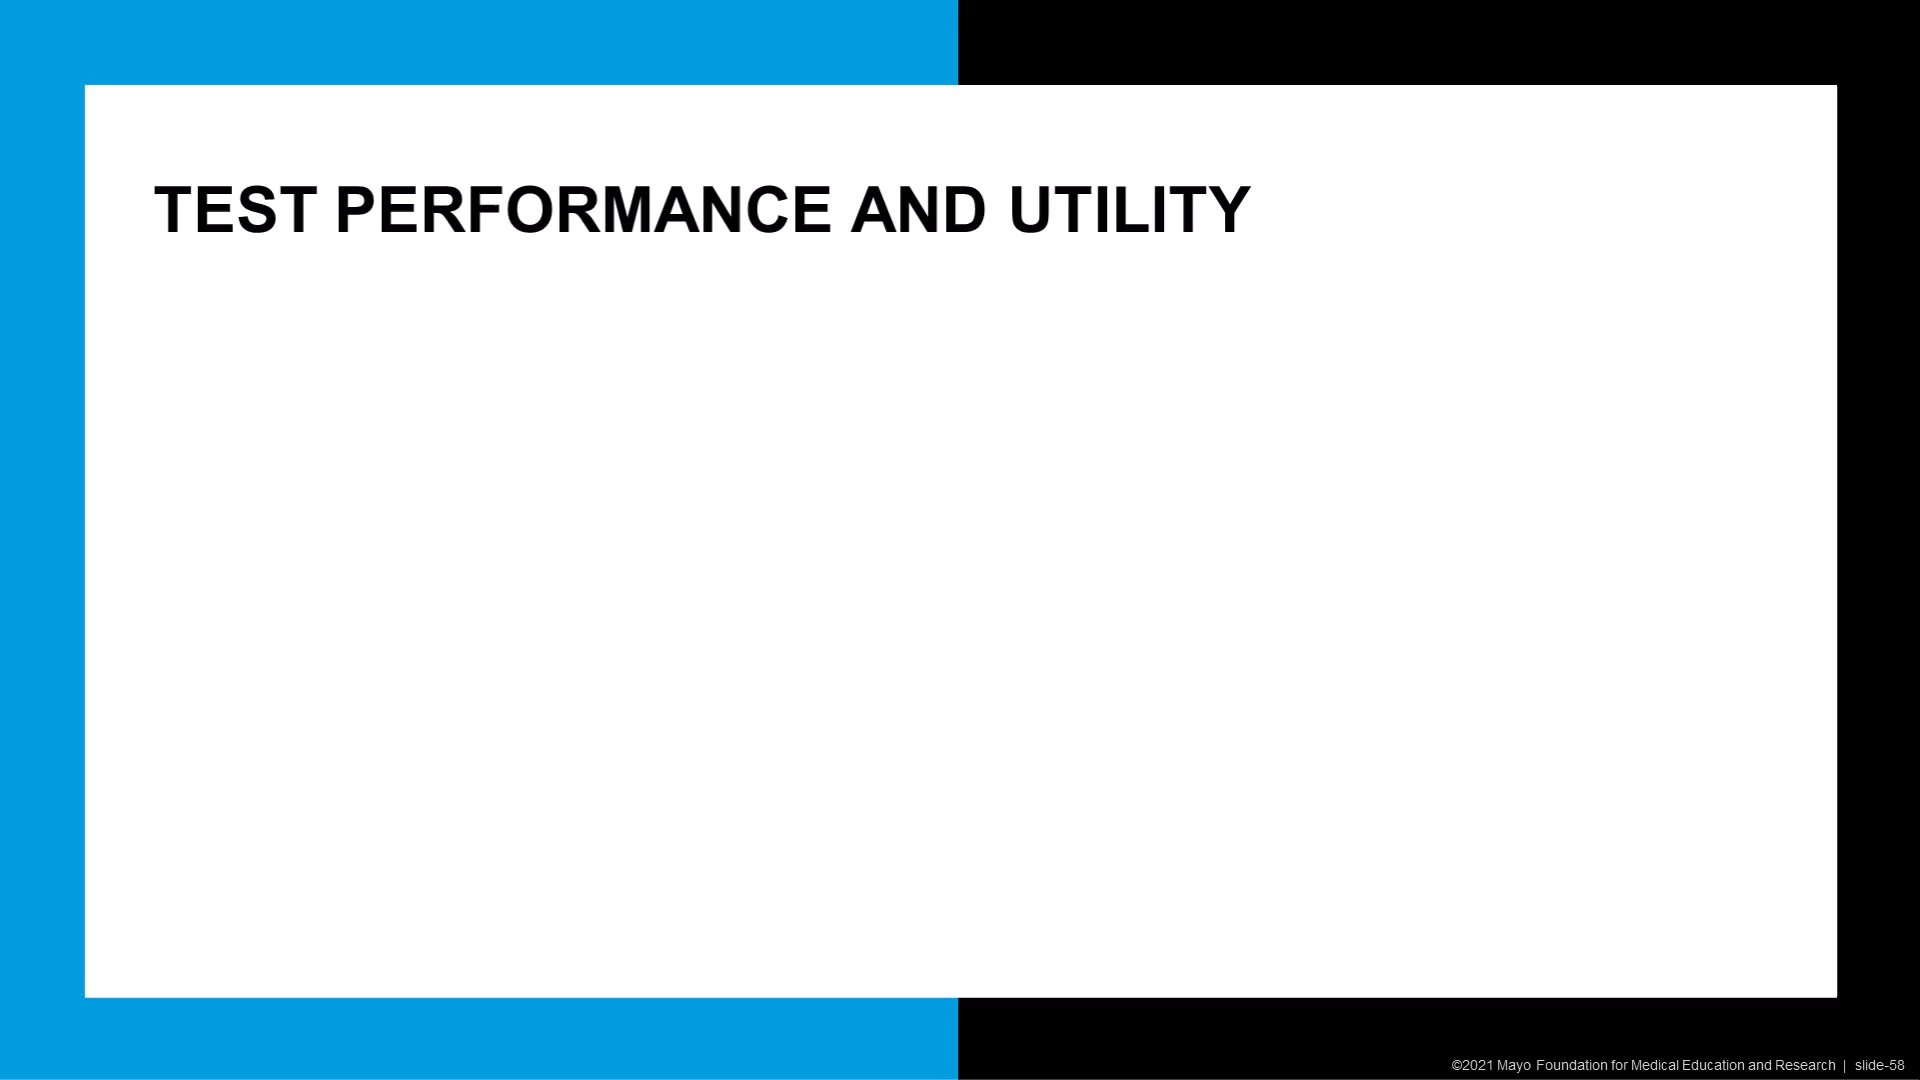 TEST PERFORMANCE AND UTILITY
©2021 Mayo Foundation for Medical Education and Research | slide-58